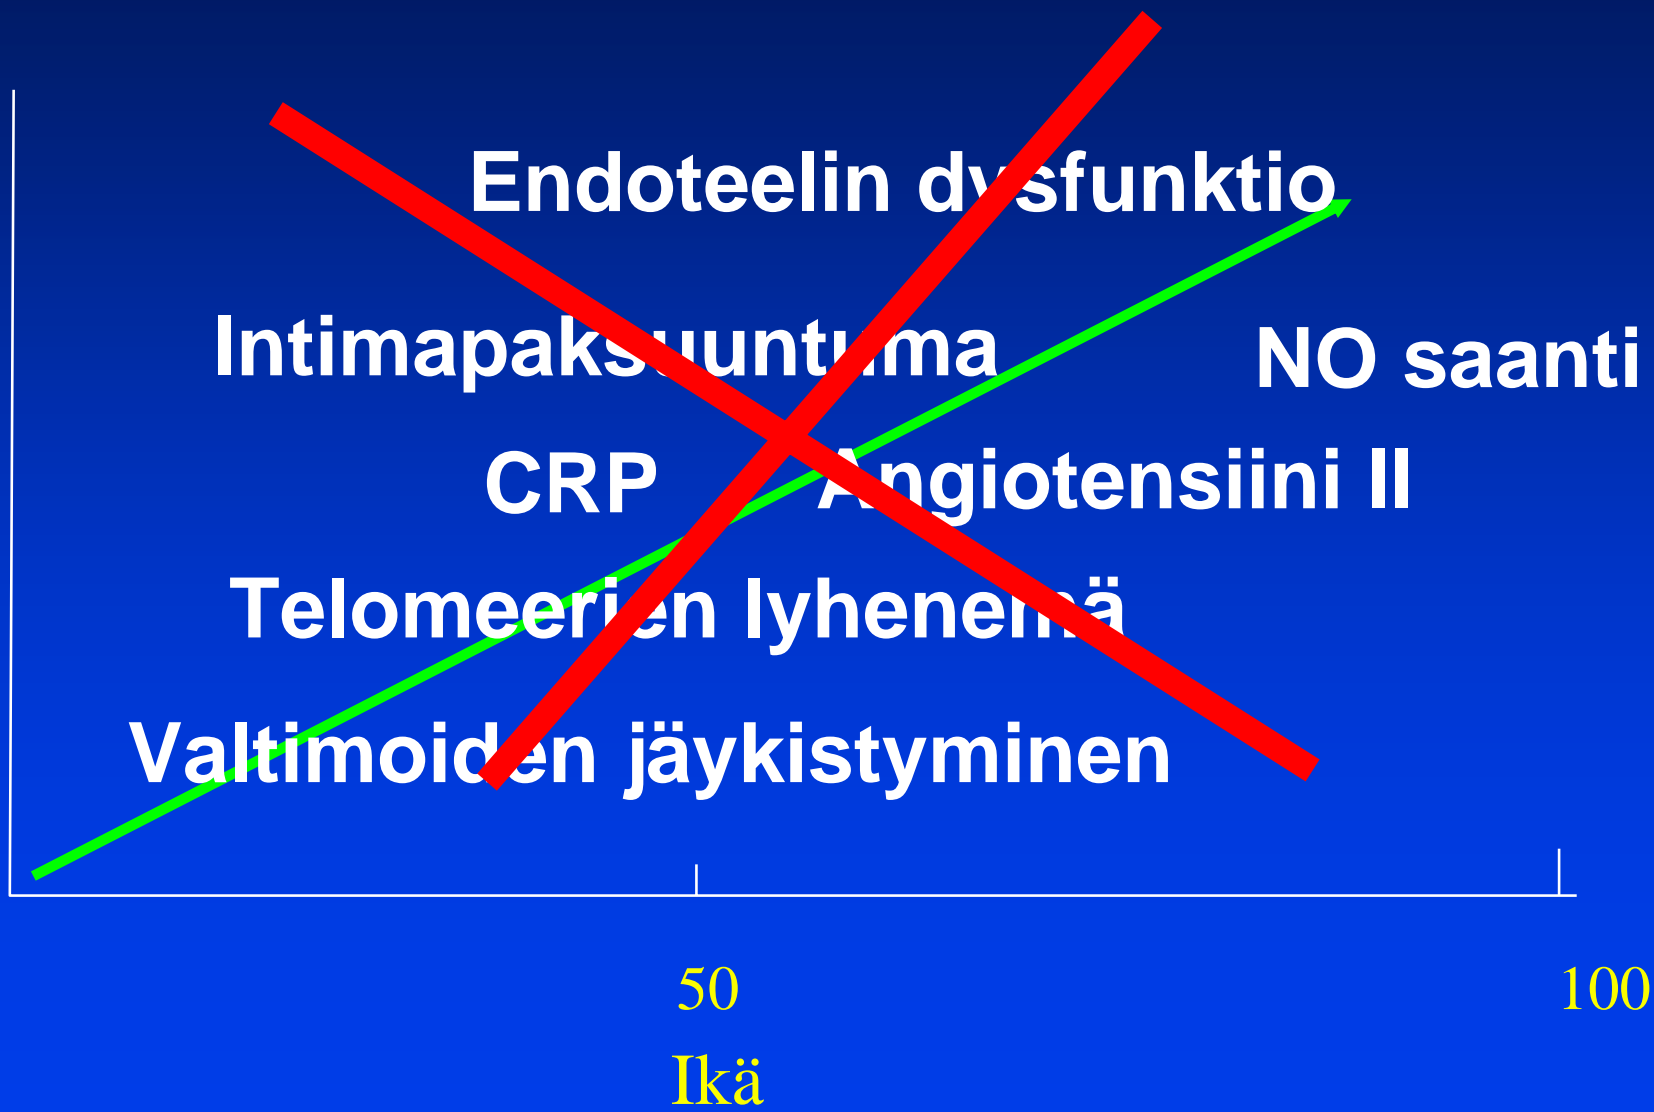 Endoteelin dysfunktio
Intimapaksuuntuma
NO saanti
CRP
Angiotensiini II
Telomeerien lyhenemä
Valtimoiden jäykistyminen
50
100
Ikä